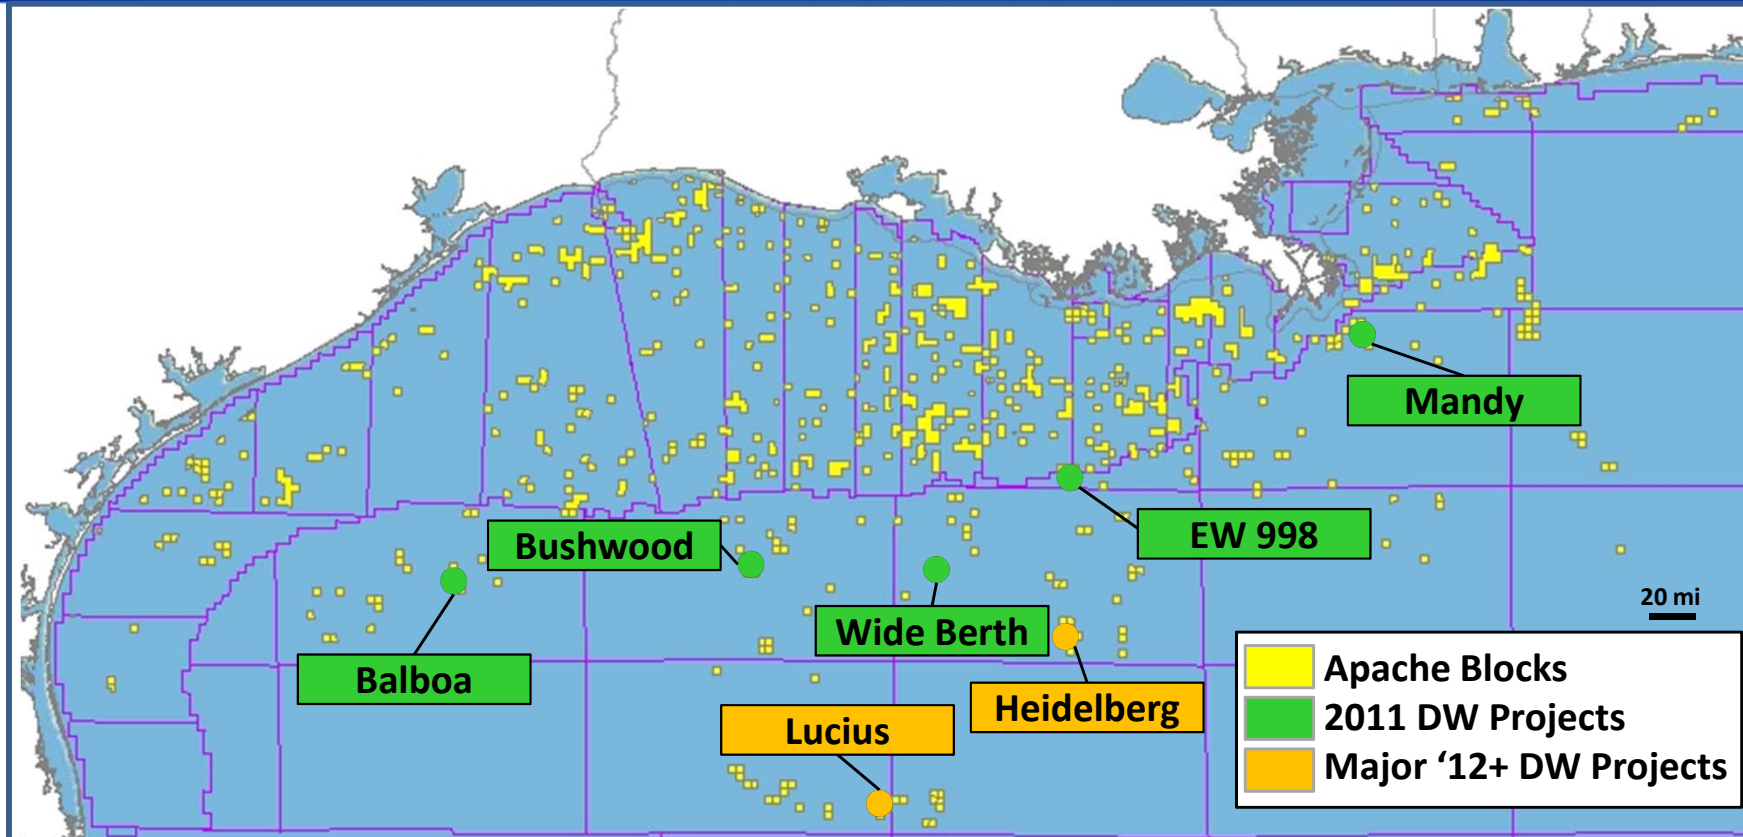 Mandy
EW 998
Bushwood
Wide Berth
Balboa
Heidelberg
Lucius
20 mi
Apache Blocks
2011 DW Projects
Major ‘12+ DW Projects